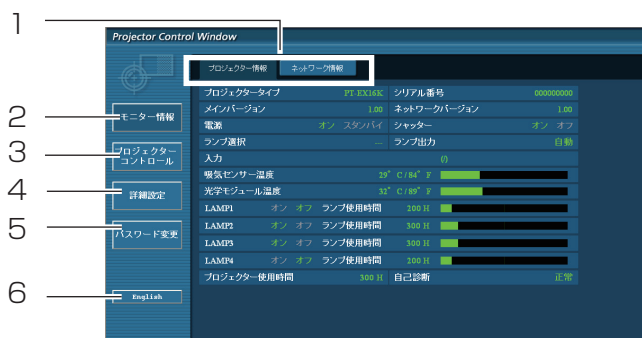 1
Projector Control Window
プロジェクター情報 ネットワーク情報
プロジェクタータイプ PT-EX16K シリアル番号 000000000
2 モニター情報
メインバージョン 1.00 ネットワークバージョン 1.00
電源 オン スタンバイ シャッター オン オフ
3 プロジェクター
コントロール
ランプ選択 --- ランプ出力 自動
入力 (/)
吸気センサー温度 29° C / 84° F
4 詳細設定
光学モジュール温度 32° C / 89° F
LAMP1 オン オフ ランプ使用時間 200 H
5 パスワード変更
LAMP2 オン オフ ランプ使用時間 300 H
LAMP3 オン オフ ランプ使用時間 300 H
LAMP4 オン オフ ランプ使用時間 200 H
プロジェクター使用時間 300 H 自己診断 正常
6 English